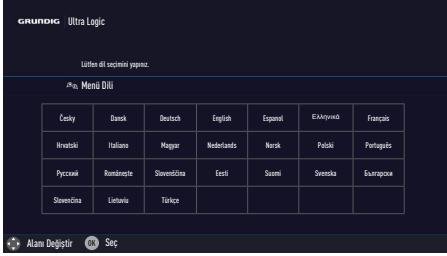 GRUNDIG Ultra Logic
Lütfen dil seçimini yapınız.
Menü Dili
Česky Dansk Deutsch English Espanol Ελληνικά Français
Hrvatski Italiano Magyar Nederlands Norsk Polski Português
Русский Româneşte Slovenščina Eesti Suomi Svenska Български
Slovenčina Lietuviu Türkçe
Alanı Değiştir OK Seç